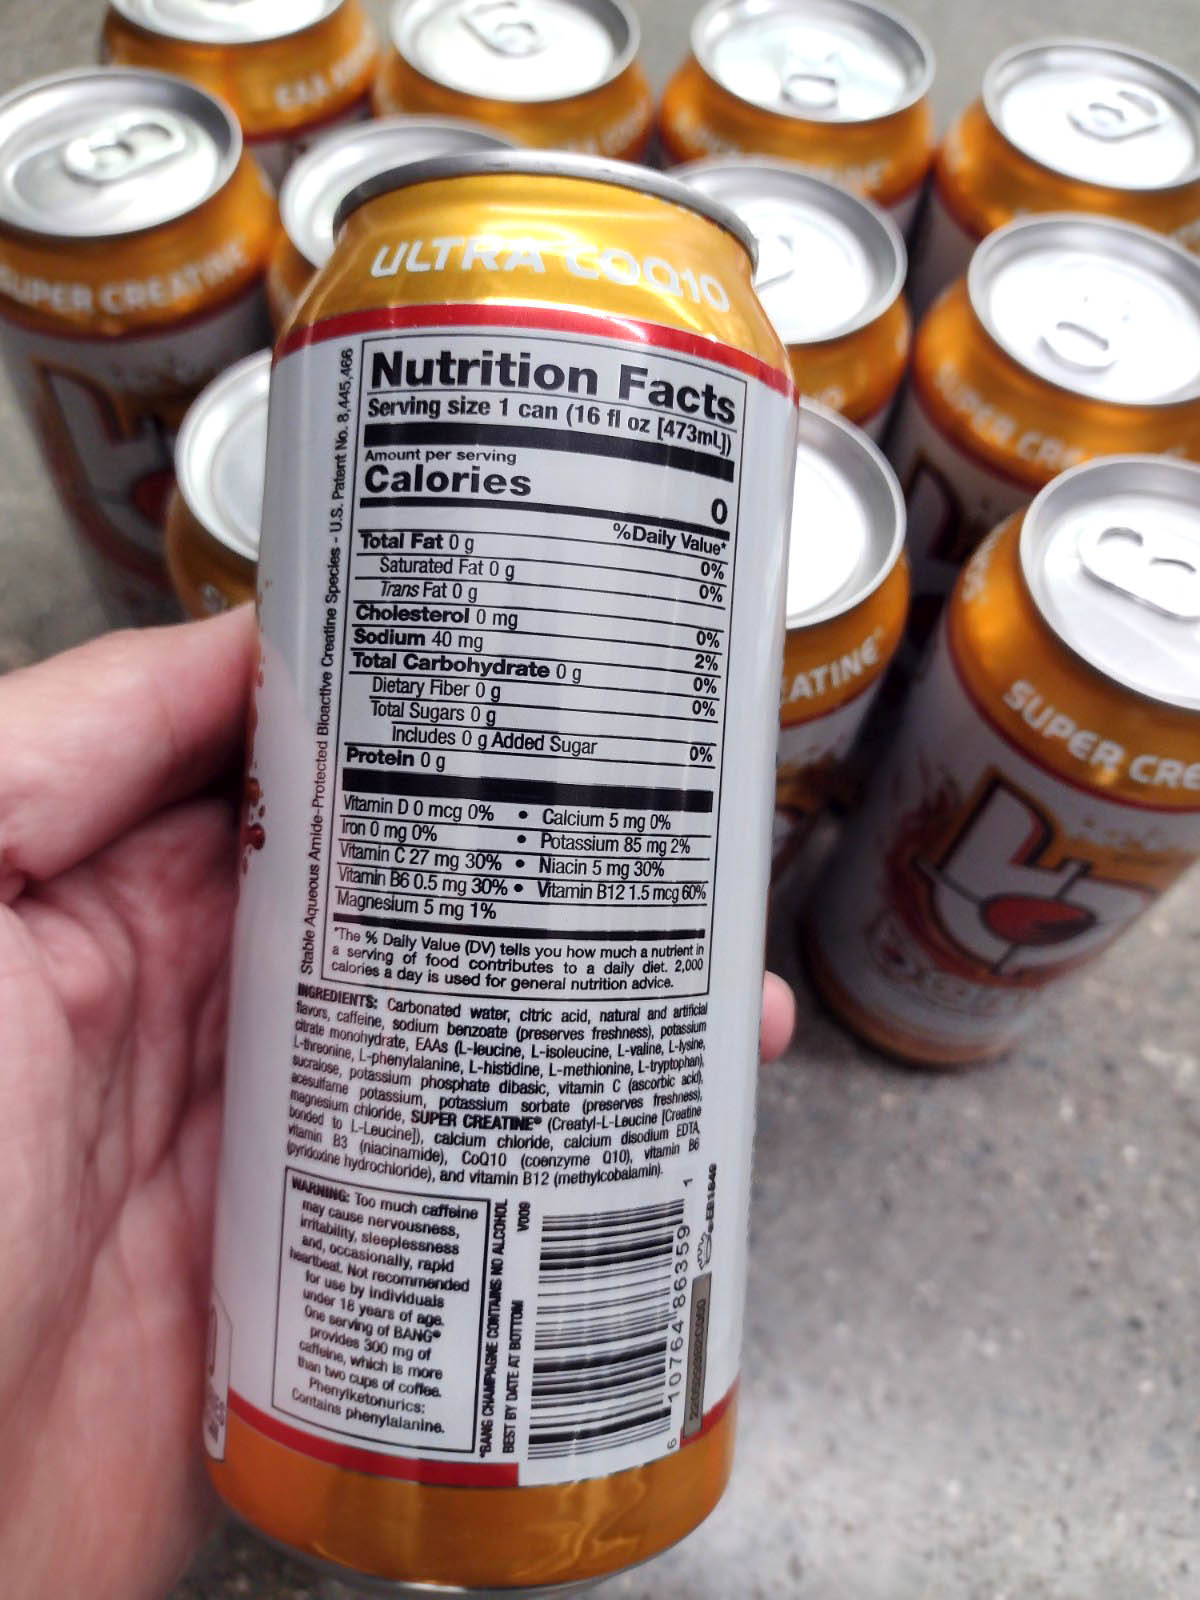 ULTRA COQ10
Nutrition Facts
Serving size 1 can (16 fl oz [473mL])
Amount per serving
Calories 0
%Daily Value*
Total Fat 0 g 0%
Saturated Fat 0 g 0%
Trans Fat 0 g
Cholesterol 0 mg 0%
Sodium 40 mg 2%
Total Carbohydrate 0 g 0%
Dietary Fiber 0 g 0%
Total Sugars 0 g
Includes 0 g Added Sugar 0%
Protein 0 g
Vitamin D 0 mcg 0% • Calcium 5 mg 0%
Iron 0 mg 0% • Potassium 85 mg 2%
Vitamin C 27 mg 30% • Niacin 5 mg 30%
Vitamin B6 0.5 mg 30% • Vitamin B12 1.5 mcg 60%
Magnesium 5 mg 1%
*The % Daily Value (DV) tells you how much a nutrient in
a serving of food contributes to a daily diet. 2,000
calories a day is used for general nutrition advice.
Stable Aqueous Amide-Protected Bioactive Creatine Species - U.S. Patent No. 8,445,466
INGREDIENTS: Carbonated water, citric acid, natural and artificial
flavors, caffeine, sodium benzoate (preserves freshness), potassium
citrate monohydrate, EAAs (L-leucine, L-isoleucine, L-valine, L-lysine,
L-threonine, L-phenylalanine, L-histidine, L-methionine, L-tryptophan),
sucralose, potassium phosphate dibasic, vitamin C (ascorbic acid),
acesulfame potassium, potassium sorbate (preserves freshness),
magnesium chloride, SUPER CREATINE® (Creatyl-L-Leucine [Creatine
bonded to L-Leucine]), calcium chloride, calcium disodium EDTA,
vitamin B3 (niacinamide), CoQ10 (coenzyme Q10), vitamin B6
(pyridoxine hydrochloride), and vitamin B12 (methylcobalamin).
WARNING: Too much caffeine
may cause nervousness,
irritability, sleeplessness
and, occasionally, rapid
heartbeat. Not recommended
for use by individuals
under 18 years of age.
One serving of BANG®
provides 300 mg of
caffeine, which is more
than two cups of coffee.
Phenylketonurics:
Contains phenylalanine.
*BANG CHAMPAGNE CONTAINS NO ALCOHOL
BEST BY DATE AT BOTTOM V009
6 10764 86359 1
SUPER CREATINE
EATINE®
SUPER CRE
SUPER CRE